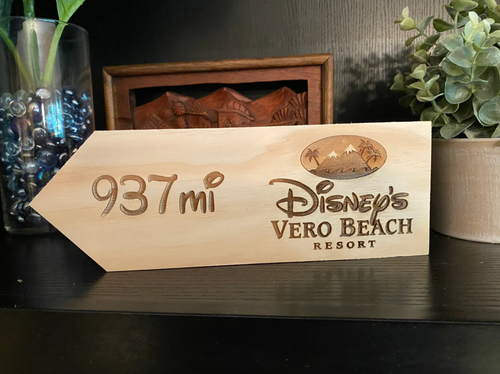 937mi
Disney's
VERO BEACH
RESORT